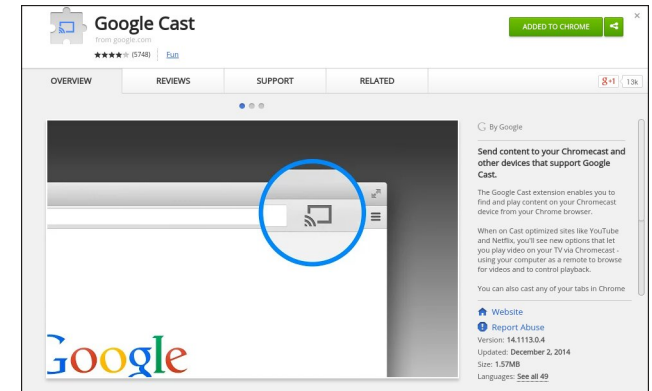 Google Cast
from google.com
(5748)
Fun
ADDED TO CHROME
×
OVERVIEW
REVIEWS
SUPPORT
RELATED
g+1
13k
By Google
Send content to your Chromecast and
other devices that support Google
Cast.
The Google Cast extension enables you to
find and play content on your Chromecast
device from your Chrome browser.
When on Cast optimized sites like YouTube
and Netflix, you'll see new options that let
you play video on your TV via Chromecast -
using your computer as a remote to browse
for videos and to control playback.
You can also cast any of your tabs in Chrome
Google
Website
Report Abuse
Version: 14.1113.0.4
Updated: December 2, 2014
Size: 1.57MB
Languages: See all 49